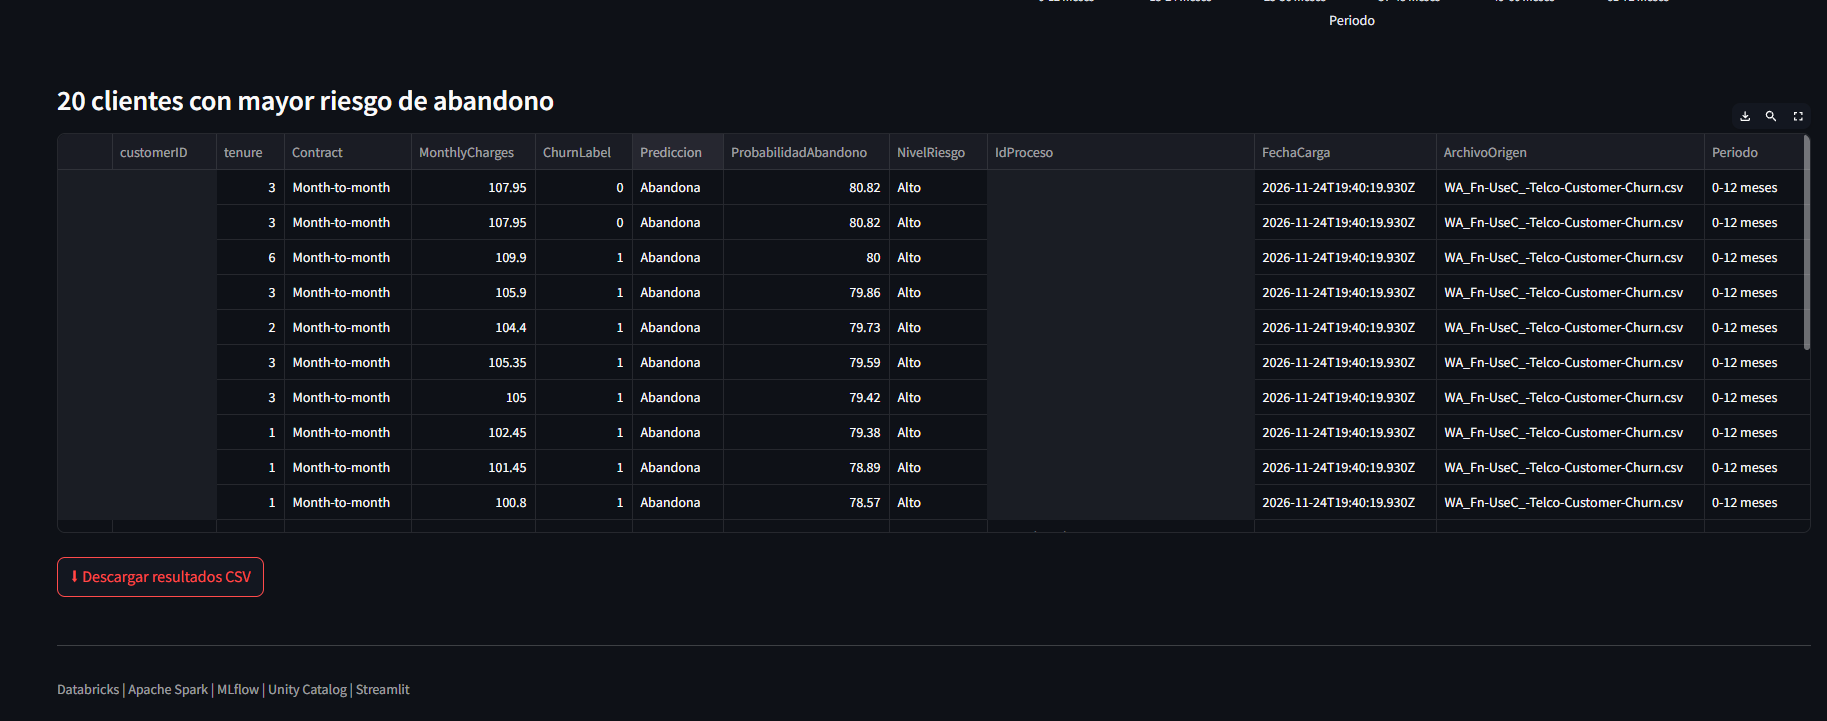 Periodo
20 clientes con mayor riesgo de abandono
customerID tenure Contract MonthlyCharges ChurnLabel Prediccion ProbabilidadAbandono NivelRiesgo IdProceso FechaCarga ArchivoOrigen Periodo
3 Month-to-month 107.95 0 Abandona 80.82 Alto 2026-11-24T19:40:19.930Z WA_Fn-UseC_-Telco-Customer-Churn.csv 0-12 meses
3 Month-to-month 107.95 0 Abandona 80.82 Alto 2026-11-24T19:40:19.930Z WA_Fn-UseC_-Telco-Customer-Churn.csv 0-12 meses
6 Month-to-month 109.9 1 Abandona 80 Alto 2026-11-24T19:40:19.930Z WA_Fn-UseC_-Telco-Customer-Churn.csv 0-12 meses
3 Month-to-month 105.9 1 Abandona 79.86 Alto 2026-11-24T19:40:19.930Z WA_Fn-UseC_-Telco-Customer-Churn.csv 0-12 meses
2 Month-to-month 104.4 1 Abandona 79.73 Alto 2026-11-24T19:40:19.930Z WA_Fn-UseC_-Telco-Customer-Churn.csv 0-12 meses
3 Month-to-month 105.35 1 Abandona 79.59 Alto 2026-11-24T19:40:19.930Z WA_Fn-UseC_-Telco-Customer-Churn.csv 0-12 meses
3 Month-to-month 105 1 Abandona 79.42 Alto 2026-11-24T19:40:19.930Z WA_Fn-UseC_-Telco-Customer-Churn.csv 0-12 meses
1 Month-to-month 102.45 1 Abandona 79.38 Alto 2026-11-24T19:40:19.930Z WA_Fn-UseC_-Telco-Customer-Churn.csv 0-12 meses
1 Month-to-month 101.45 1 Abandona 78.89 Alto 2026-11-24T19:40:19.930Z WA_Fn-UseC_-Telco-Customer-Churn.csv 0-12 meses
1 Month-to-month 100.8 1 Abandona 78.57 Alto 2026-11-24T19:40:19.930Z WA_Fn-UseC_-Telco-Customer-Churn.csv 0-12 meses
Descargar resultados CSV
Databricks | Apache Spark | MLflow | Unity Catalog | Streamlit